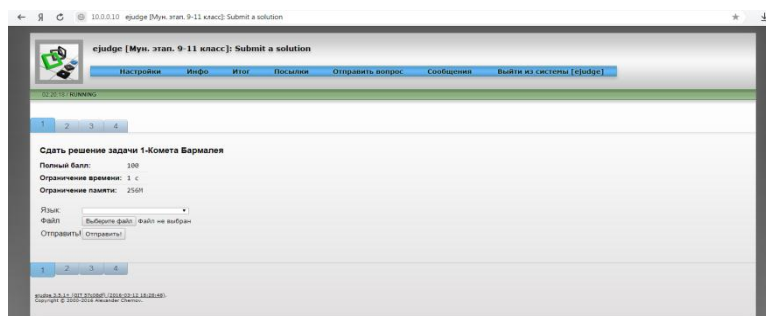 10.0.0.10 ejudge [Мун. этап. 9-11 класс]: Submit a solution
ejudge [Мун. этап. 9-11 класс]: Submit a solution
Настройки Инфо Итог Посылки Отправить вопрос Сообщения Выйти из системы [ejudge]
/ RUNNING
1 2 3 4
Сдать решение задачи 1-Комета Бармалея
Полный балл: 100
Ограничение времени: 1 с
Ограничение памяти: 256M
Язык:
Файл Выберите файл Файл не выбран
Отправить! Отправить!
1 2 3 4
Copyright © 2000-2016 Alexander Chernov.